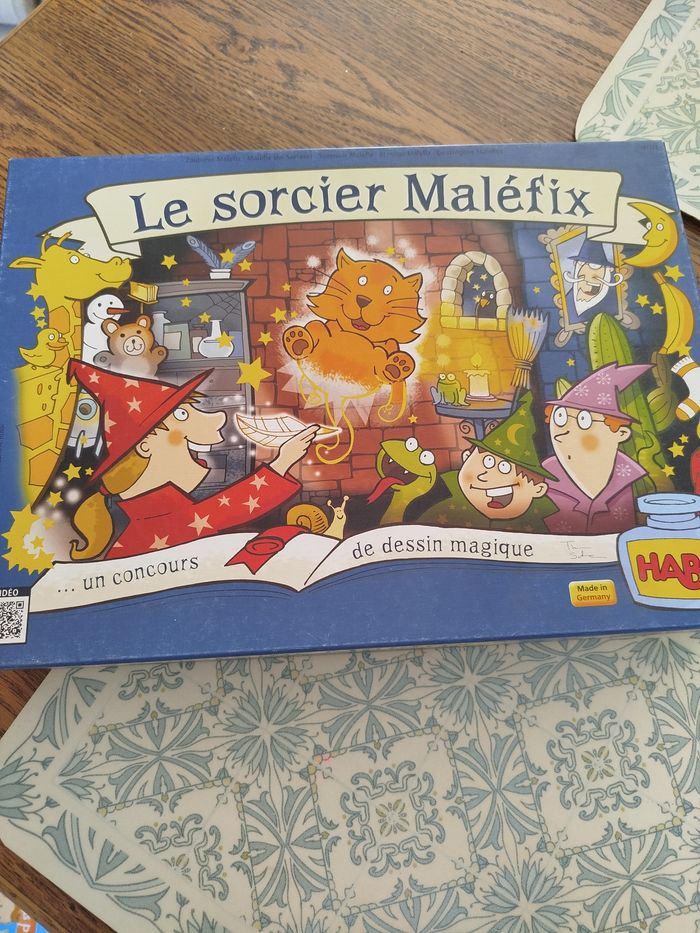 Le sorcier Maléfix
... un concours
de dessin magique
Made in
Germany
HAB